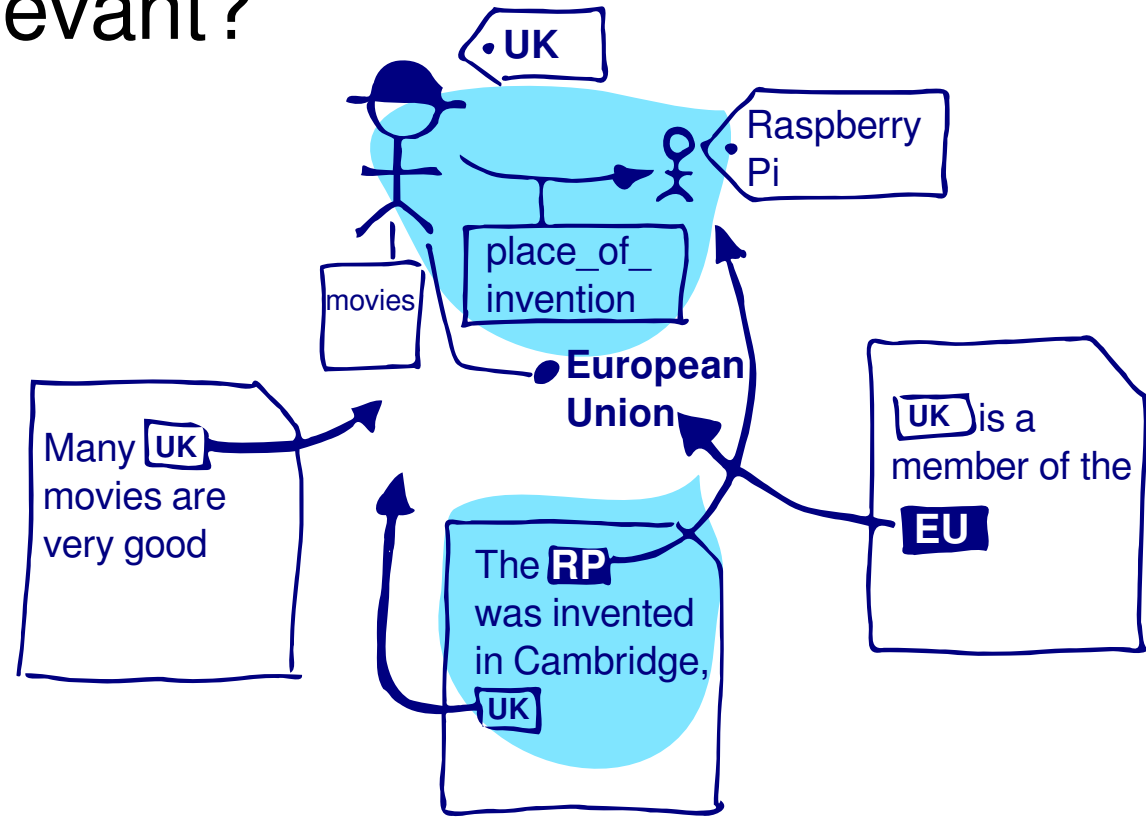 evant?
UK
Raspberry
Pi
place_of_
invention
movies
European
Union
Many UK
movies are
very good
The RP
was invented
in Cambridge,
UK
UK is a
member of the
EU